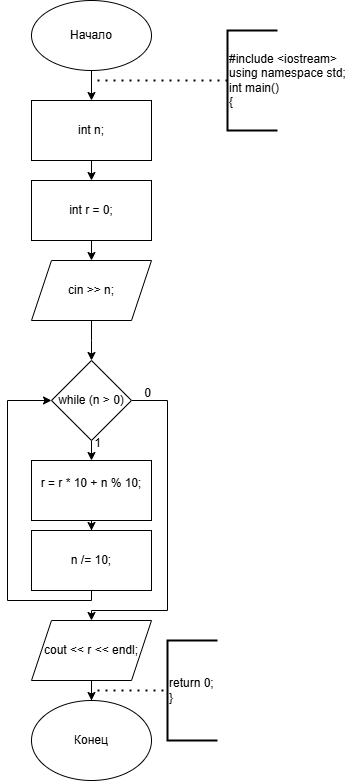 Начало
#include <iostream>
using namespace std;
int main()
{
int n;
int r = 0;
cin >> n;
while (n > 0)
0
1
r = r * 10 + n % 10;
n /= 10;
cout << r << endl;
return 0;
}
Конец